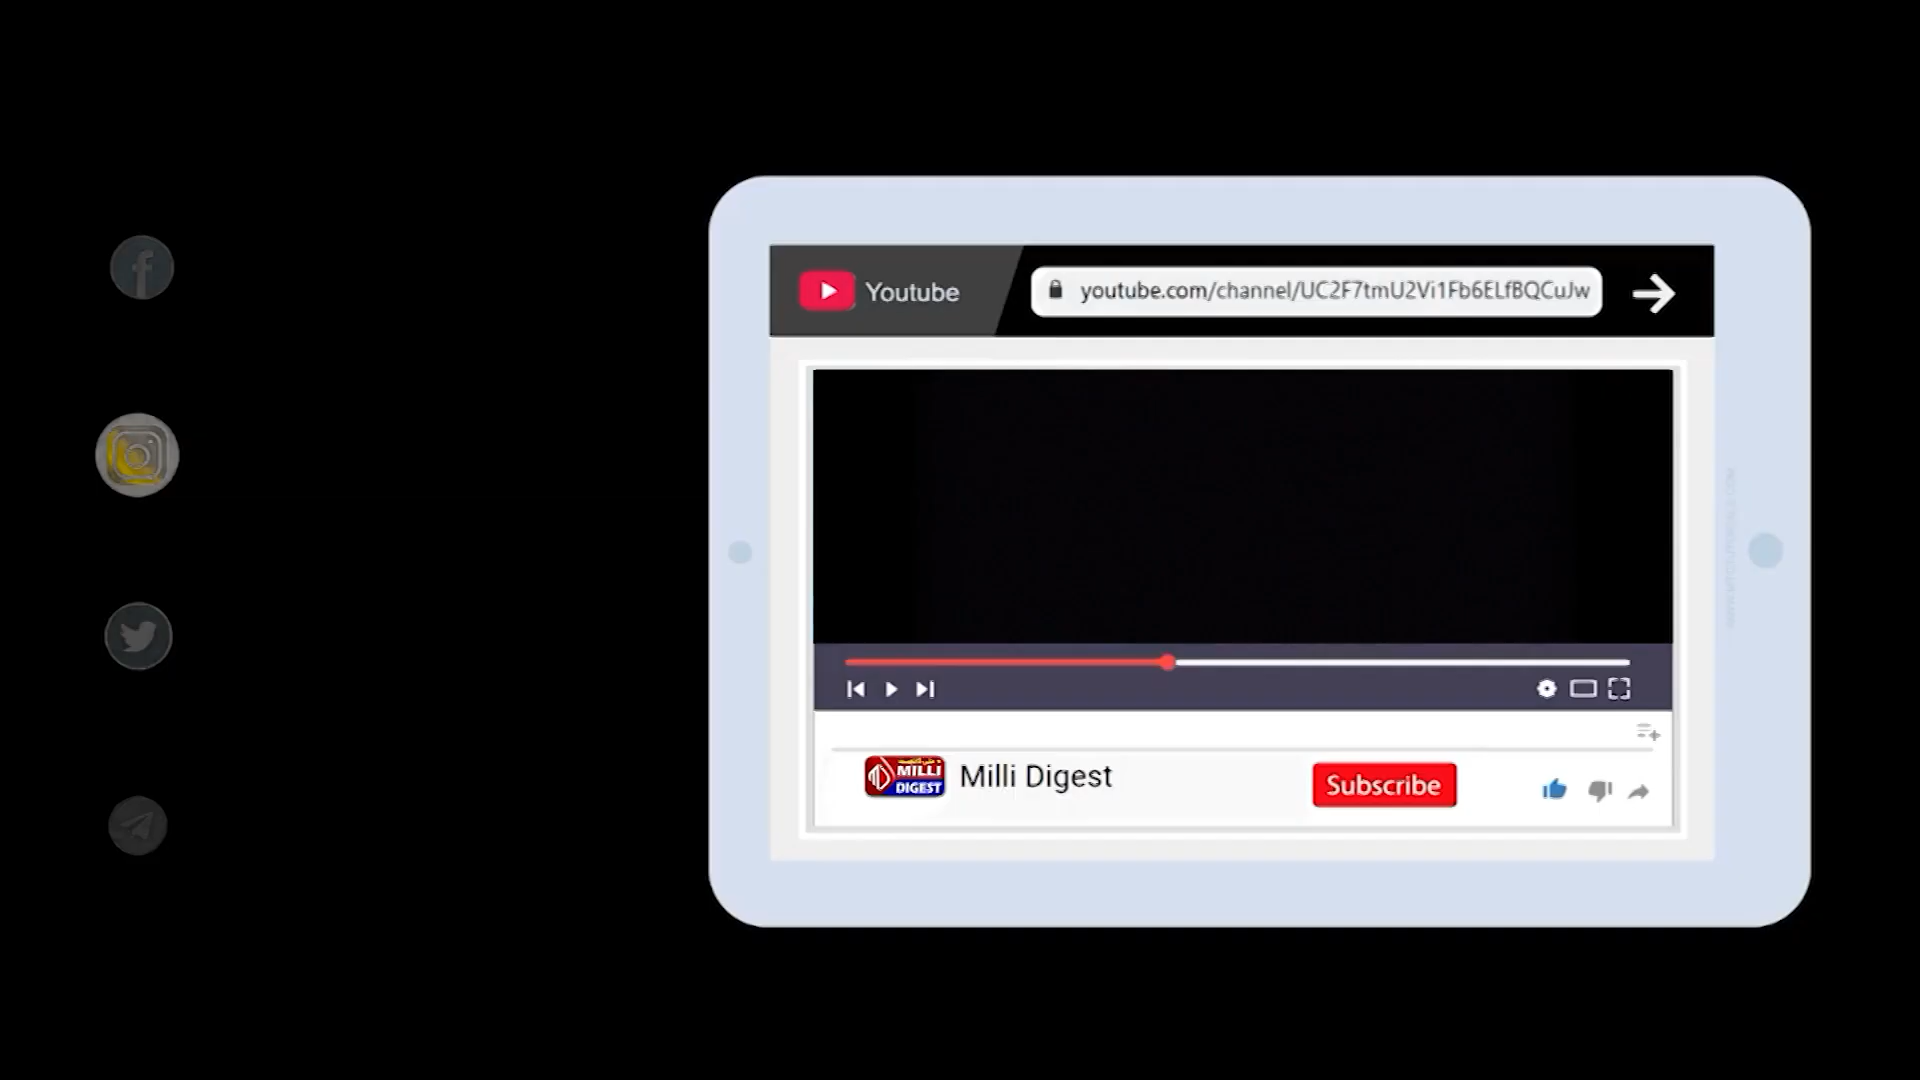 Youtube
youtube.com/channel/UC2F7tmU2Vi1Fb6ELfBQCuJw
MILLI
DIGEST
Milli Digest
Subscribe